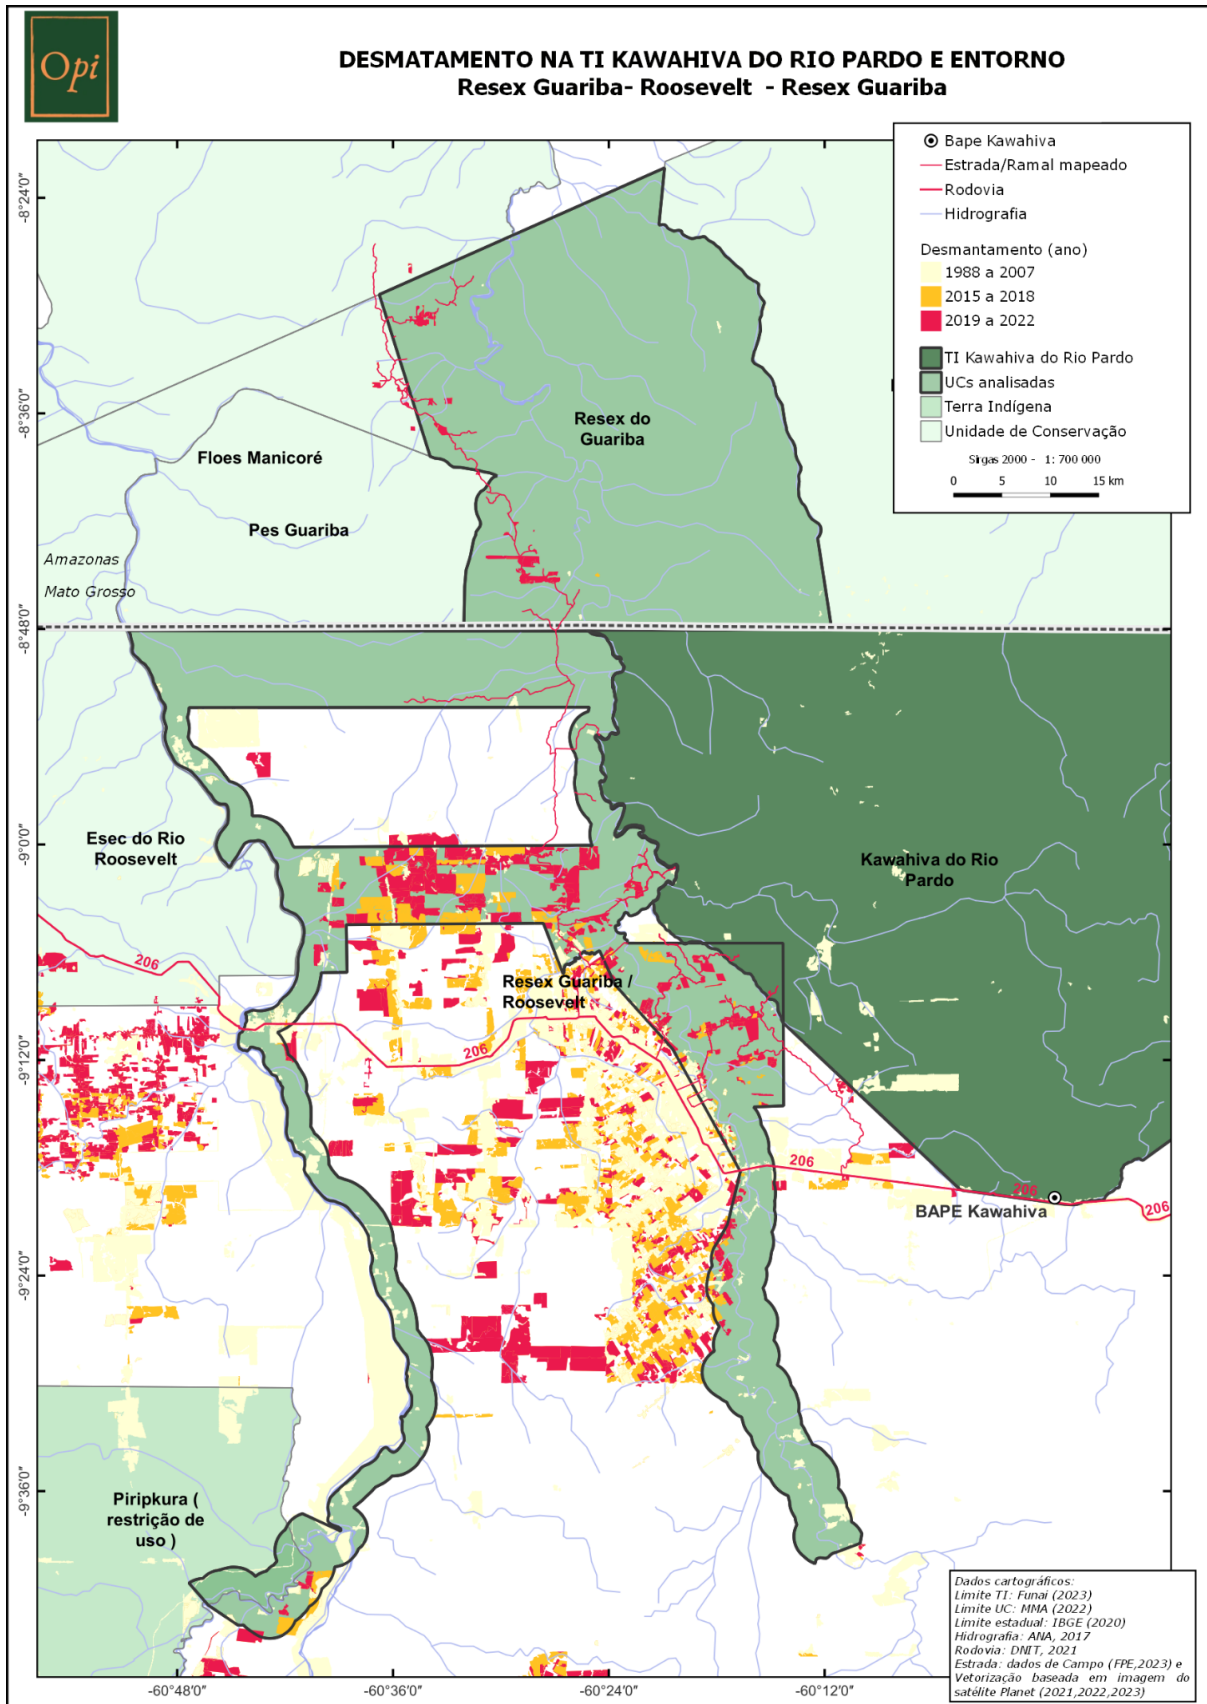 Opi
DESMATAMENTO NA TI KAWAHIVA DO RIO PARDO E ENTORNO
Resex Guariba- Roosevelt - Resex Guariba
Bape Kawahiva
Estrada/Ramal mapeado
Rodovia
Hidrografia
Desmantamento (ano)
1988 a 2007
2015 a 2018
2019 a 2022
TI Kawahiva do Rio Pardo
UCs analisadas
Terra Indígena
Unidade de Conservação
Sirgas 2000 - 1: 700 000
0 5 10 15 km
-8°24'0"
-8°36'0"
-8°48'0"
-9°0'0"
-9°12'0"
-9°24'0"
-9°36'0"
Resex do
Guariba
Floes Manicoré
Pes Guariba
Amazonas
Mato Grosso
Esec do Rio
Roosevelt
Kawahiva do Rio
Pardo
206
Resex Guariba /
Roosevelt
206
206
206
206
BAPE Kawahiva
Piripkura (
restrição de
uso )
Dados cartográficos:
Limite TI: Funai (2023)
Limite UC: MMA (2022)
Limite estadual: IBGE (2020)
Hidrografia: ANA, 2017
Rodovia: DNIT, 2021
Estrada: dados de Campo (FPE,2023) e
Vetorização baseada em imagem do
satélite Planet (2021,2022,2023)
-60°48'0"
-60°36'0"
-60°24'0"
-60°12'0"